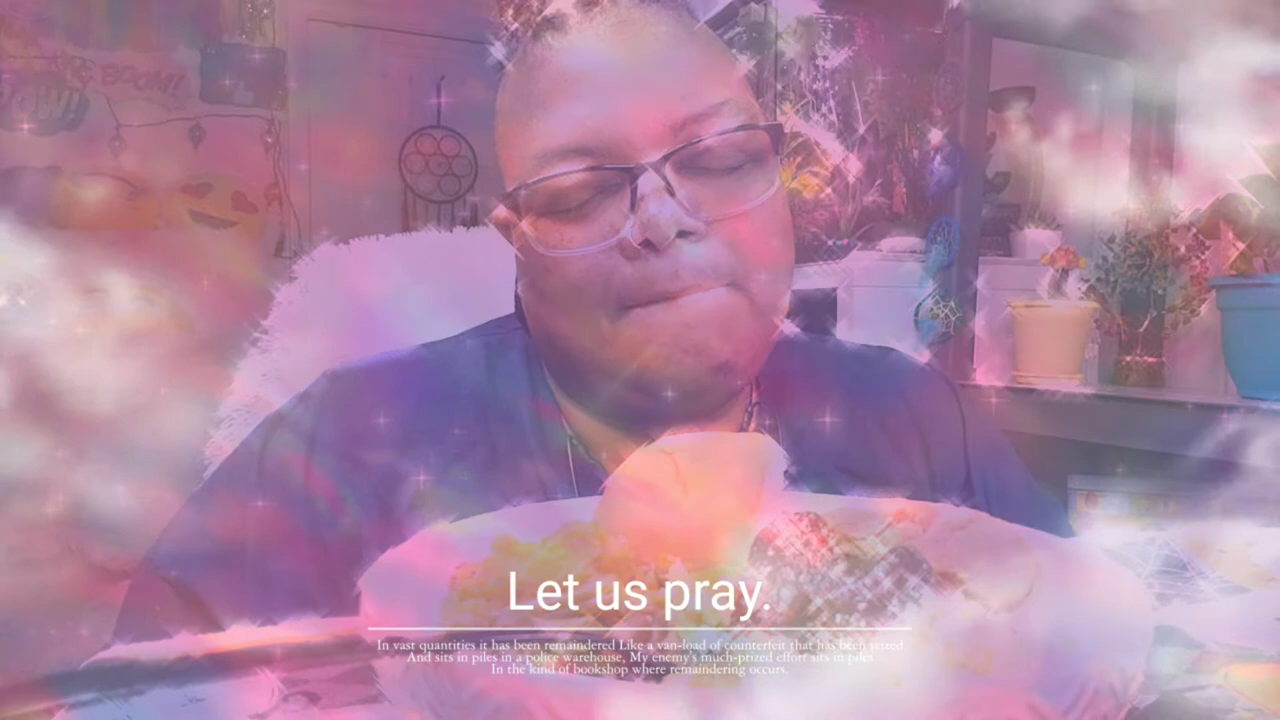 BOOM!
POW!
Let us pray.
In vast quantities it has been remaindered Like a van-load of counterfeit that has been seized
And sits in piles in a police warehouse, My enemy's much-prized effort sits in piles
In the kind of bookshop where remaindering occurs.